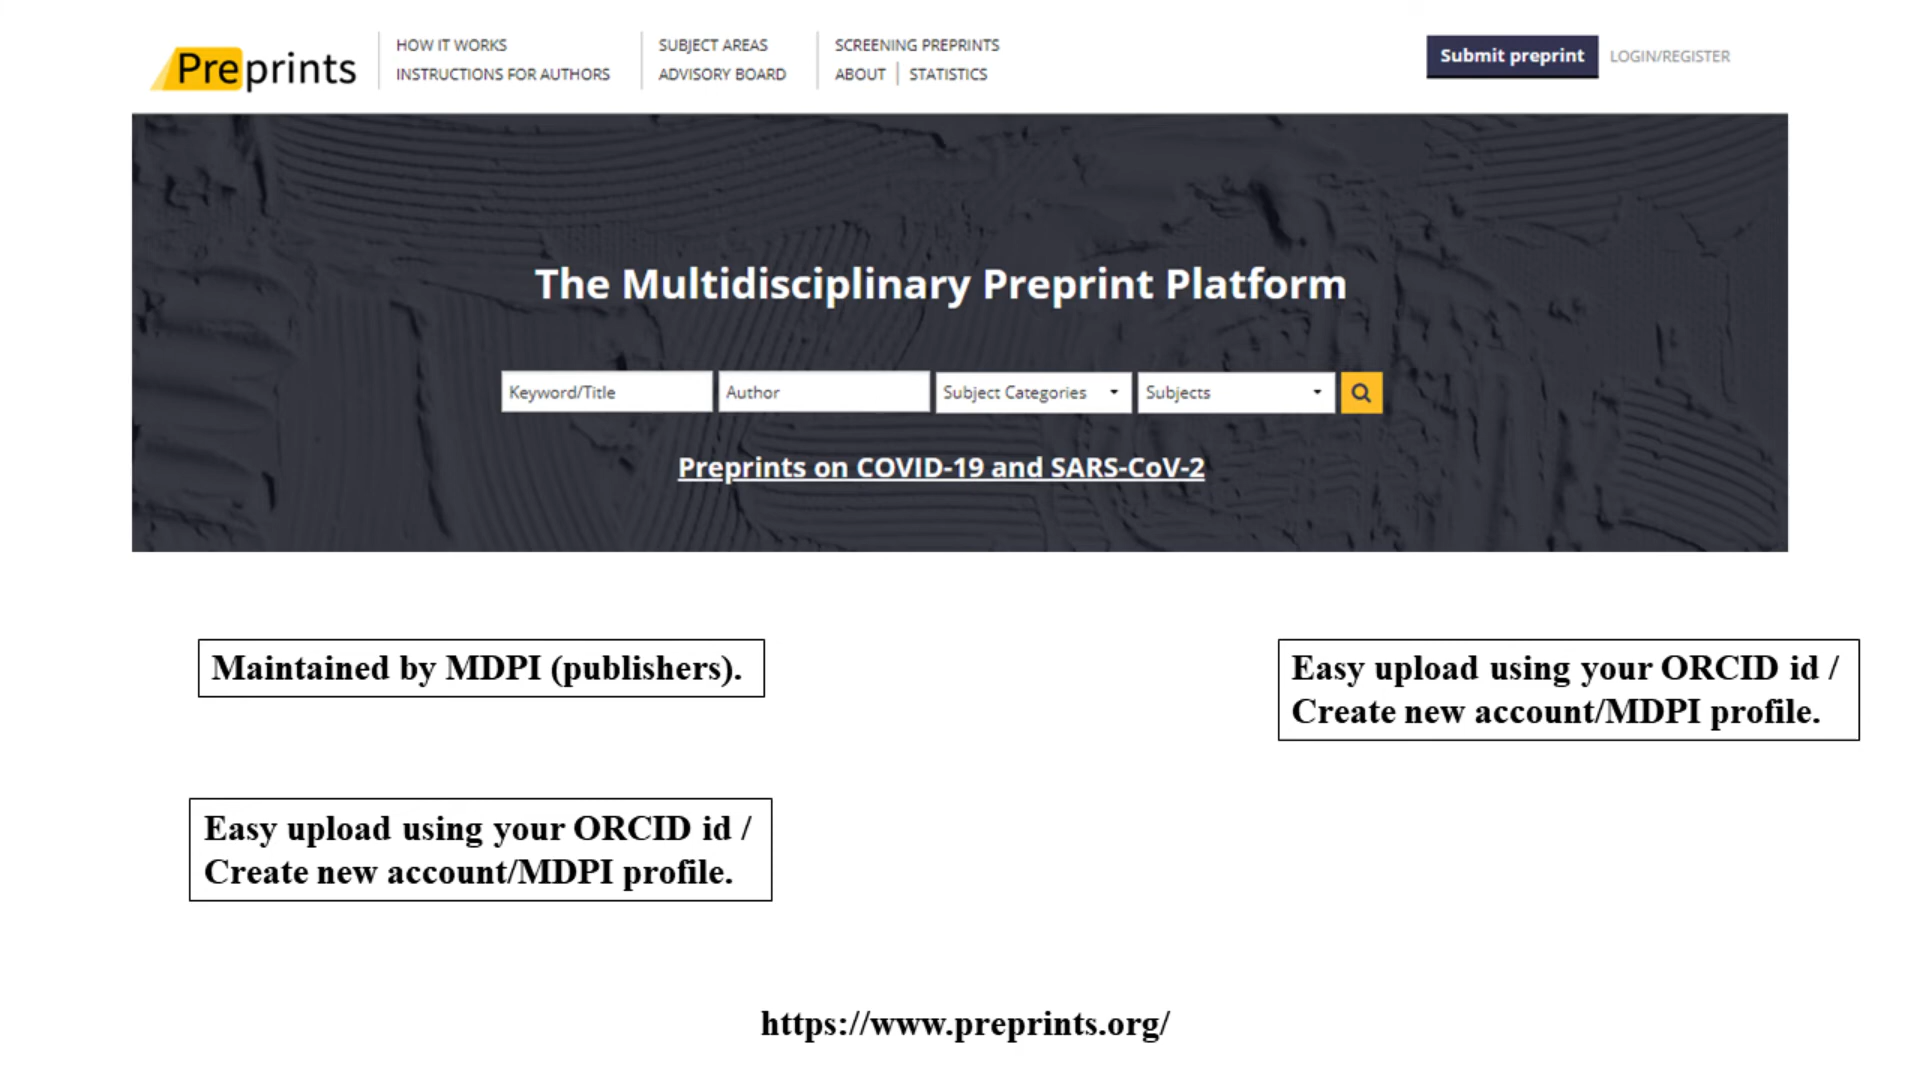 Preprints
HOW IT WORKS
INSTRUCTIONS FOR AUTHORS
SUBJECT AREAS
ADVISORY BOARD
SCREENING PREPRINTS
ABOUT | STATISTICS
Submit preprint
LOGIN/REGISTER
The Multidisciplinary Preprint Platform
Keyword/Title
Author
Subject Categories
Subjects
Preprints on COVID-19 and SARS-CoV-2
Maintained by MDPI (publishers).
Easy upload using your ORCID id /
Create new account/MDPI profile.
Easy upload using your ORCID id /
Create new account/MDPI profile.
https://www.preprints.org/